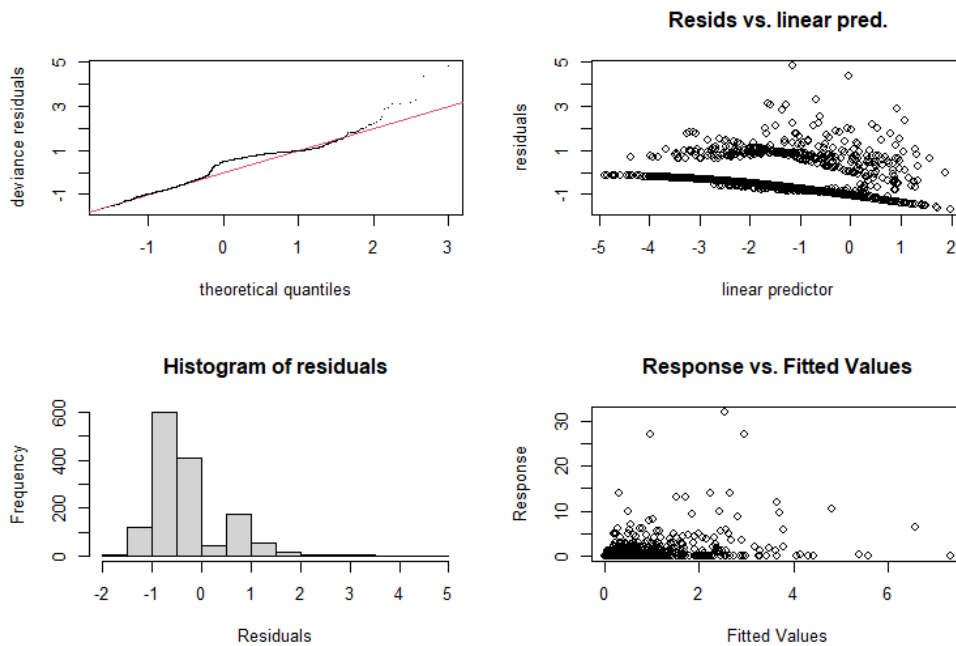 deviance residuals
-1 1 3 5
-1 0 1 2 3
theoretical quantiles
Resids vs. linear pred.
residuals
-1 1 3 5
-5 -4 -3 -2 -1 0 1 2
linear predictor
Histogram of residuals
Frequency
0 200 400 600
-2 -1 0 1 2 3 4 5
Residuals
Response vs. Fitted Values
Response
0 10 20 30
0 2 4 6
Fitted Values